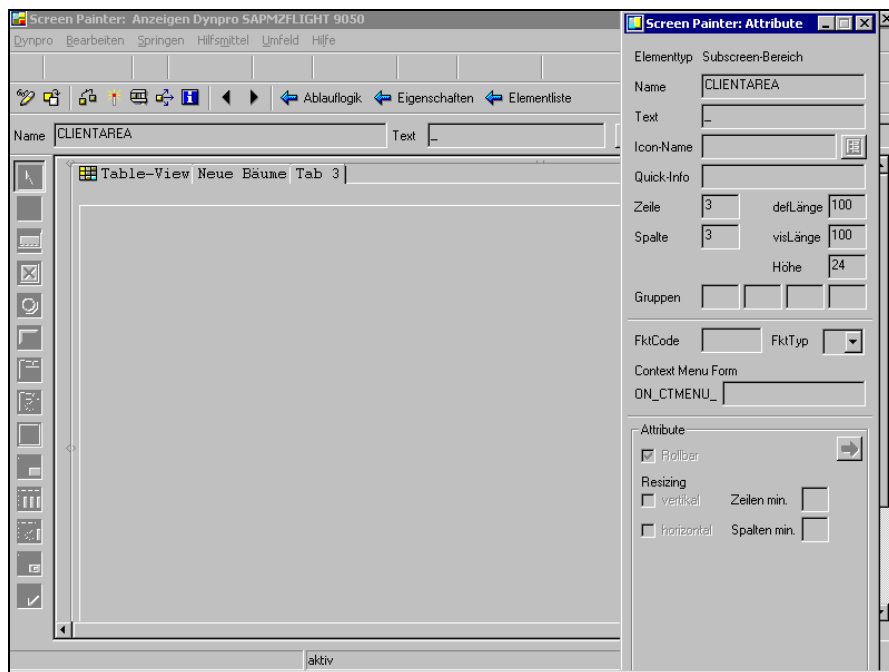 Screen Painter: Anzeigen Dynpro SAPMZFLIGHT 9050
Dynpro Bearbeiten Springen Hilfsmittel Umfeld Hilfe
Ablauflogik Eigenschaften Elementliste
Name CLIENTAREA Text _
Table-View Neue Bäume Tab 3
aktiv
Screen Painter: Attribute
Elementtyp Subscreen-Bereich
Name CLIENTAREA
Text _
Icon-Name
Quick-Info
Zeile 3 defLänge 100
Spalte 3 visLänge 100
Höhe 24
Gruppen
FktCode FktTyp
Context Menu Form
ON_CTMENU_
Attribute
Rollbar
Resizing
vertikal Zeilen min.
horizontal Spalten min.